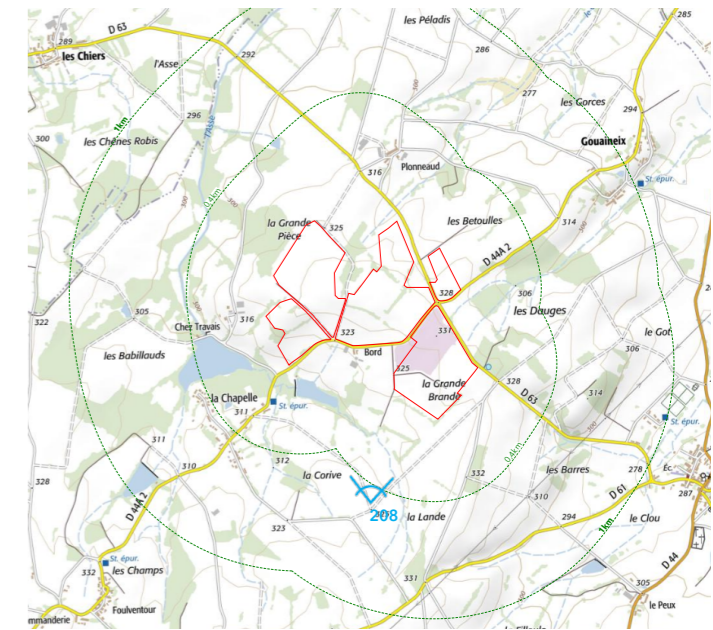 les Péladis
285
D 63
289
les Chiers
292
286
l'Asse
277
les Gorces
294
296
1km
300
les Chênes Robis
l'Asse
Gouaineix
316
Plonneaud
St. épur.
0.4km
300
la Grande
Pièce
325
les Betoulles
314
D 44A 2
328
306
305
316
les Dauges
322
Cher Travais
323
331
le Got
les Babillauds
Bord
306
325
328
la Grande
Brande
314
la Chapelle
311
St. épur.
D 63
St. épur.
311
312
0.4km
310
la Corive
332
les Barres
278
Éc.
328
310
D 61
287
D 44A 2
208
323
la Lande
294
le Clou
1km
St. épur.
D 44
332
les Champs
331
305
le Peux
Foulventour
mmanderie